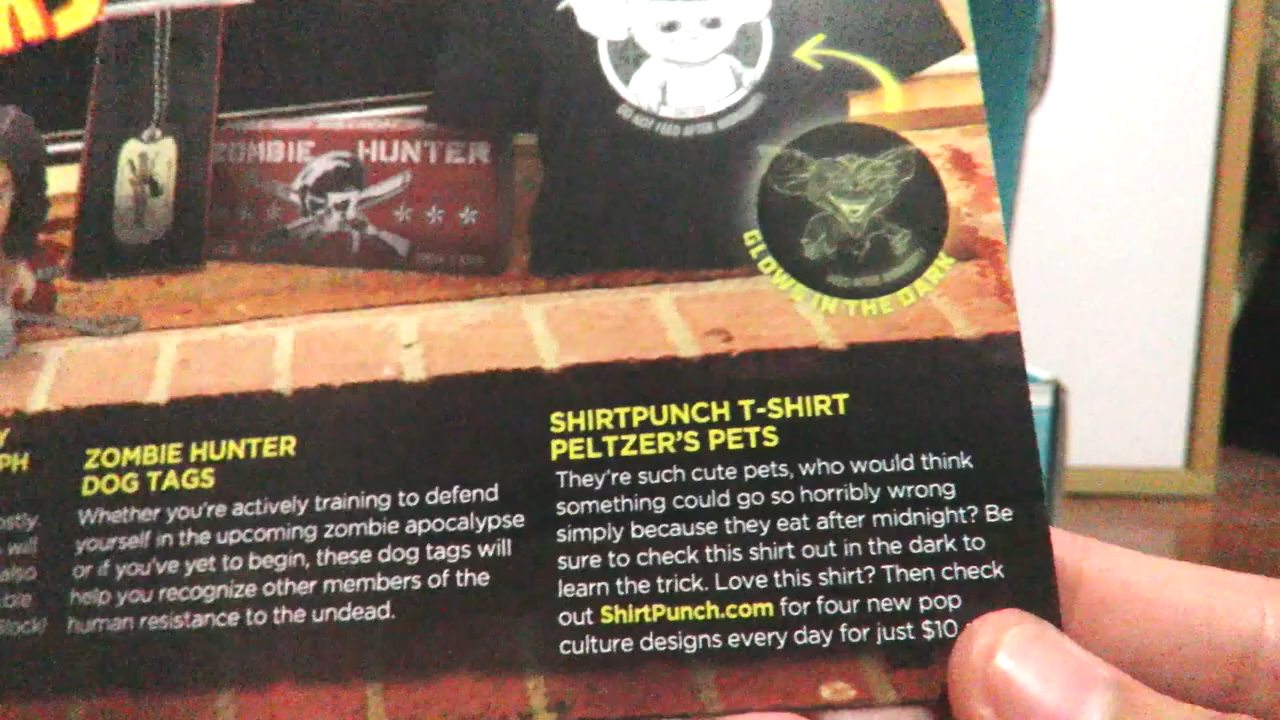 ZOMBIE HUNTER
GLOWS IN THE DARK
ZOMBIE HUNTER
DOG TAGS
Whether you're actively training to defend
yourself in the upcoming zombie apocalypse
or if you've yet to begin, these dog tags will
help you recognize other members of the
human resistance to the undead.
SHIRTPUNCH T-SHIRT
PELTZER'S PETS
They're such cute pets, who would think
something could go so horribly wrong
simply because they eat after midnight? Be
sure to check this shirt out in the dark to
learn the trick. Love this shirt? Then check
out ShirtPunch.com for four new pop
culture designs every day for just $10